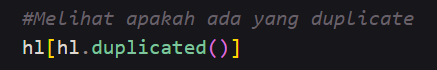 #Melihat apakah ada yang duplicate
hl[hl.duplicated()]